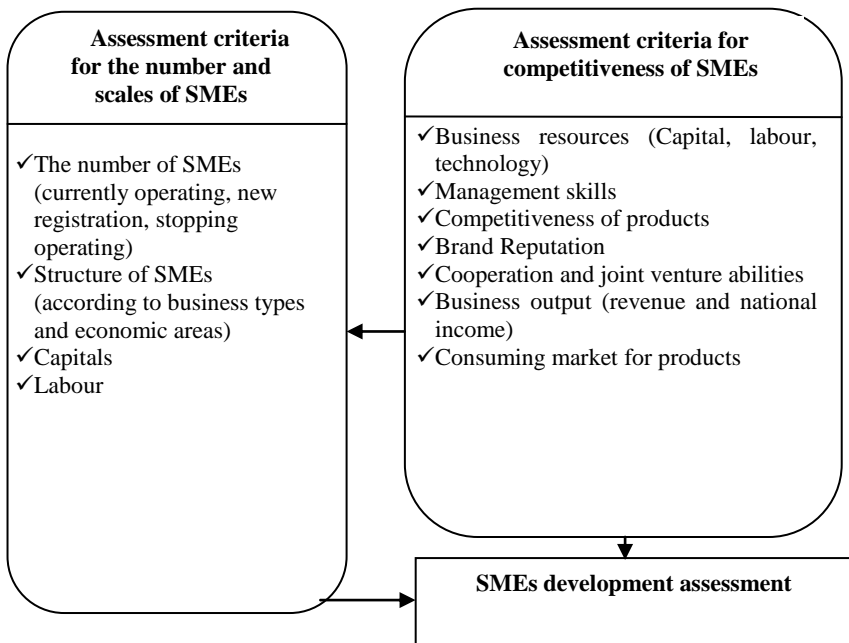 Assessment criteria
for the number and
scales of SMEs
✓The number of SMEs
(currently operating, new
registration, stopping
operating)
✓Structure of SMEs
(according to business types
and economic areas)
✓Capitals
✓Labour
Assessment criteria for
competitiveness of SMEs
✓Business resources (Capital, labour,
technology)
✓Management skills
✓Competitiveness of products
✓Brand Reputation
✓Cooperation and joint venture abilities
✓Business output (revenue and national
income)
✓Consuming market for products
SMEs development assessment